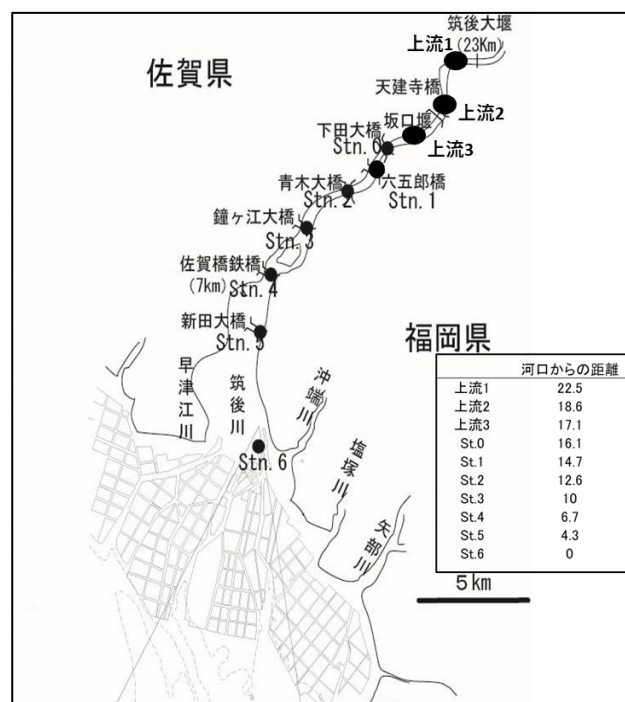 筑後大堰
上流1 (23Km)
佐賀県
天建寺橋
上流2
坂口堰
下田大橋
Stn.0
上流3
青木大橋
Stn.2
六五郎橋
Stn.1
鐘ヶ江大橋
Stn.3
佐賀橋鉄橋
(7km) Stn.4
新田大橋
Stn.5
福岡県
早津江川
筑後川
沖端川
塩塚川
矢部川
Stn.6
河口からの距離
上流1 22.5
上流2 18.6
上流3 17.1
St.0 16.1
St.1 14.7
St.2 12.6
St.3 10
St.4 6.7
St.5 4.3
St.6 0
5km